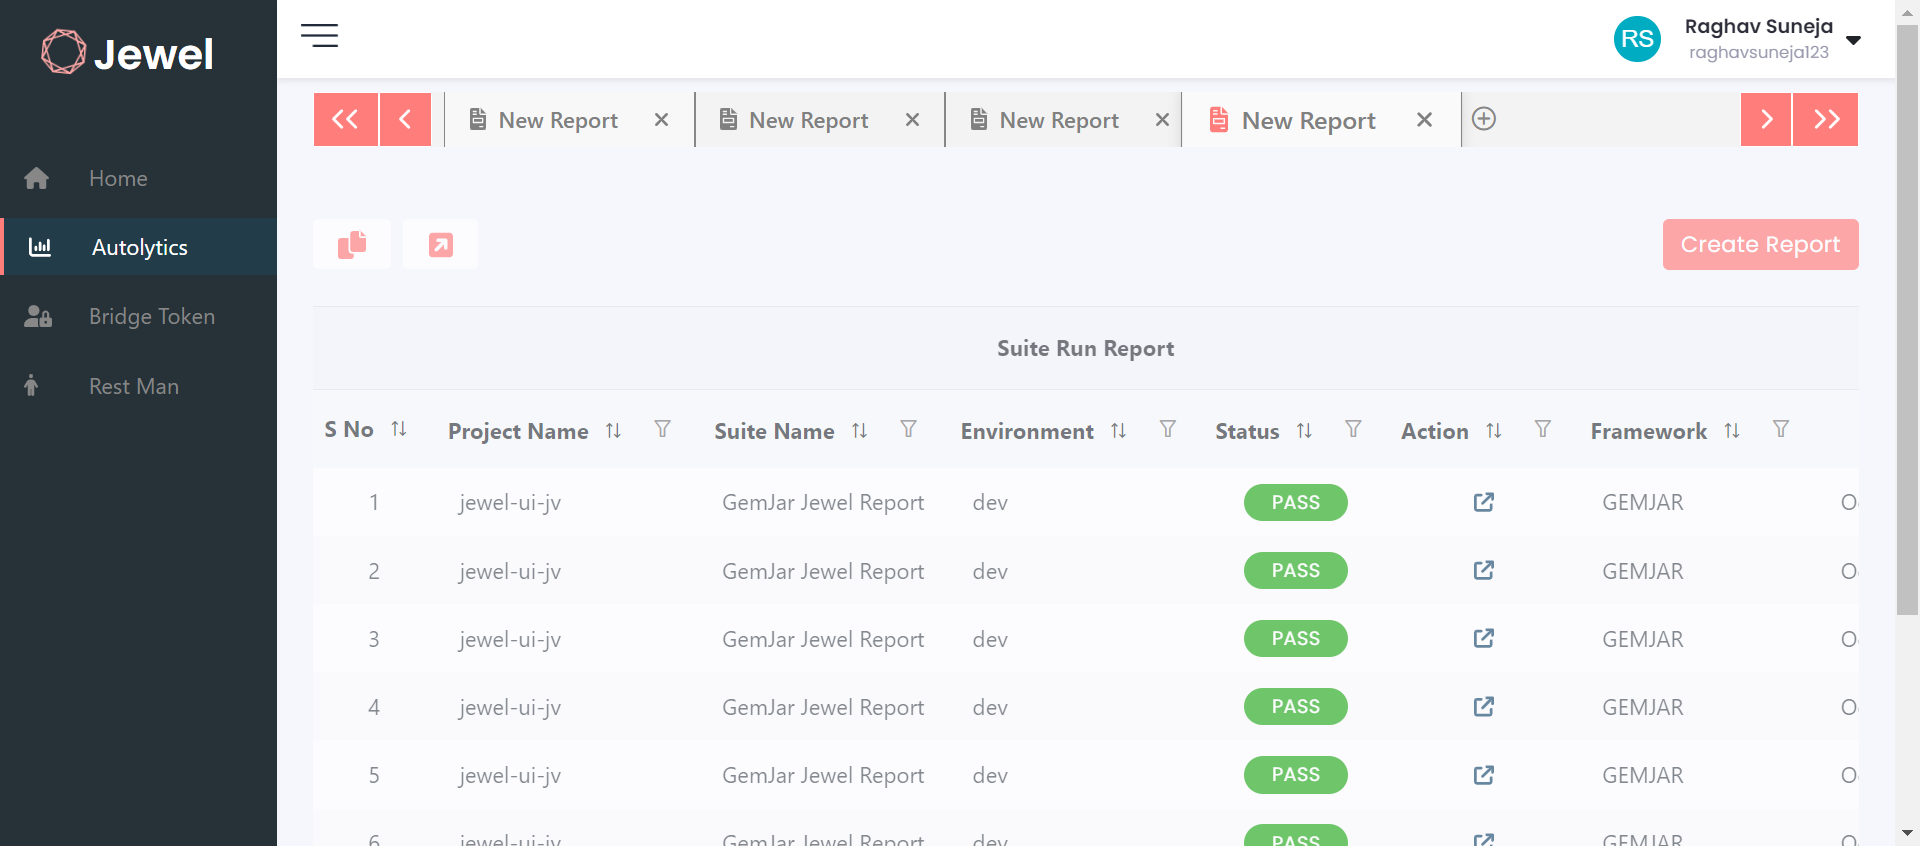 Jewel
Home
Autolytics
Bridge Token
Rest Man
RS
Raghav Suneja
raghavsuneja123
New Report
New Report
New Report
New Report
Create Report
Suite Run Report
S No Project Name Suite Name Environment Status Action Framework
1 jewel-ui-jv GemJar Jewel Report dev PASS GEMJAR
2 jewel-ui-jv GemJar Jewel Report dev PASS GEMJAR
3 jewel-ui-jv GemJar Jewel Report dev PASS GEMJAR
4 jewel-ui-jv GemJar Jewel Report dev PASS GEMJAR
5 jewel-ui-jv GemJar Jewel Report dev PASS GEMJAR
6 jewel-ui-jv GemJar Jewel Report dev PASS GEMJAR